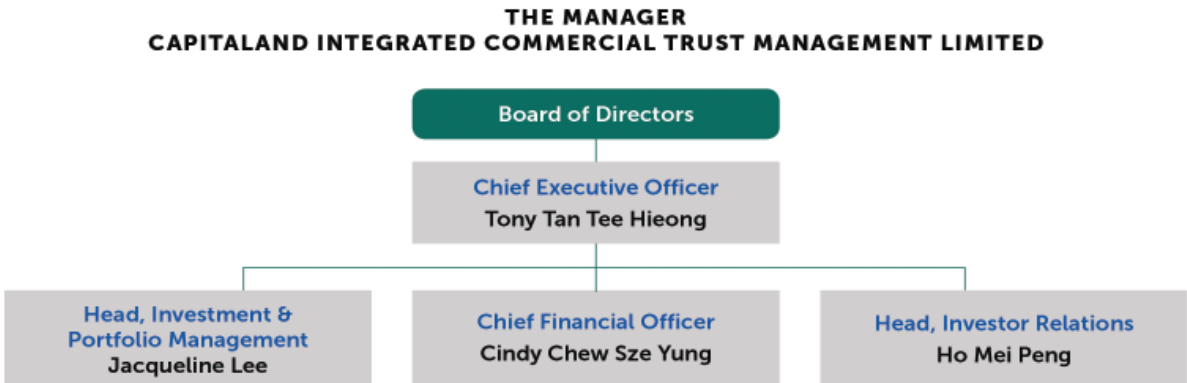 THE MANAGER
CAPITALAND INTEGRATED COMMERCIAL TRUST MANAGEMENT LIMITED
Board of Directors
Chief Executive Officer
Tony Tan Tee Hieong
Head, Investment &
Portfolio Management
Jacqueline Lee
Chief Financial Officer
Cindy Chew Sze Yung
Head, Investor Relations
Ho Mei Peng